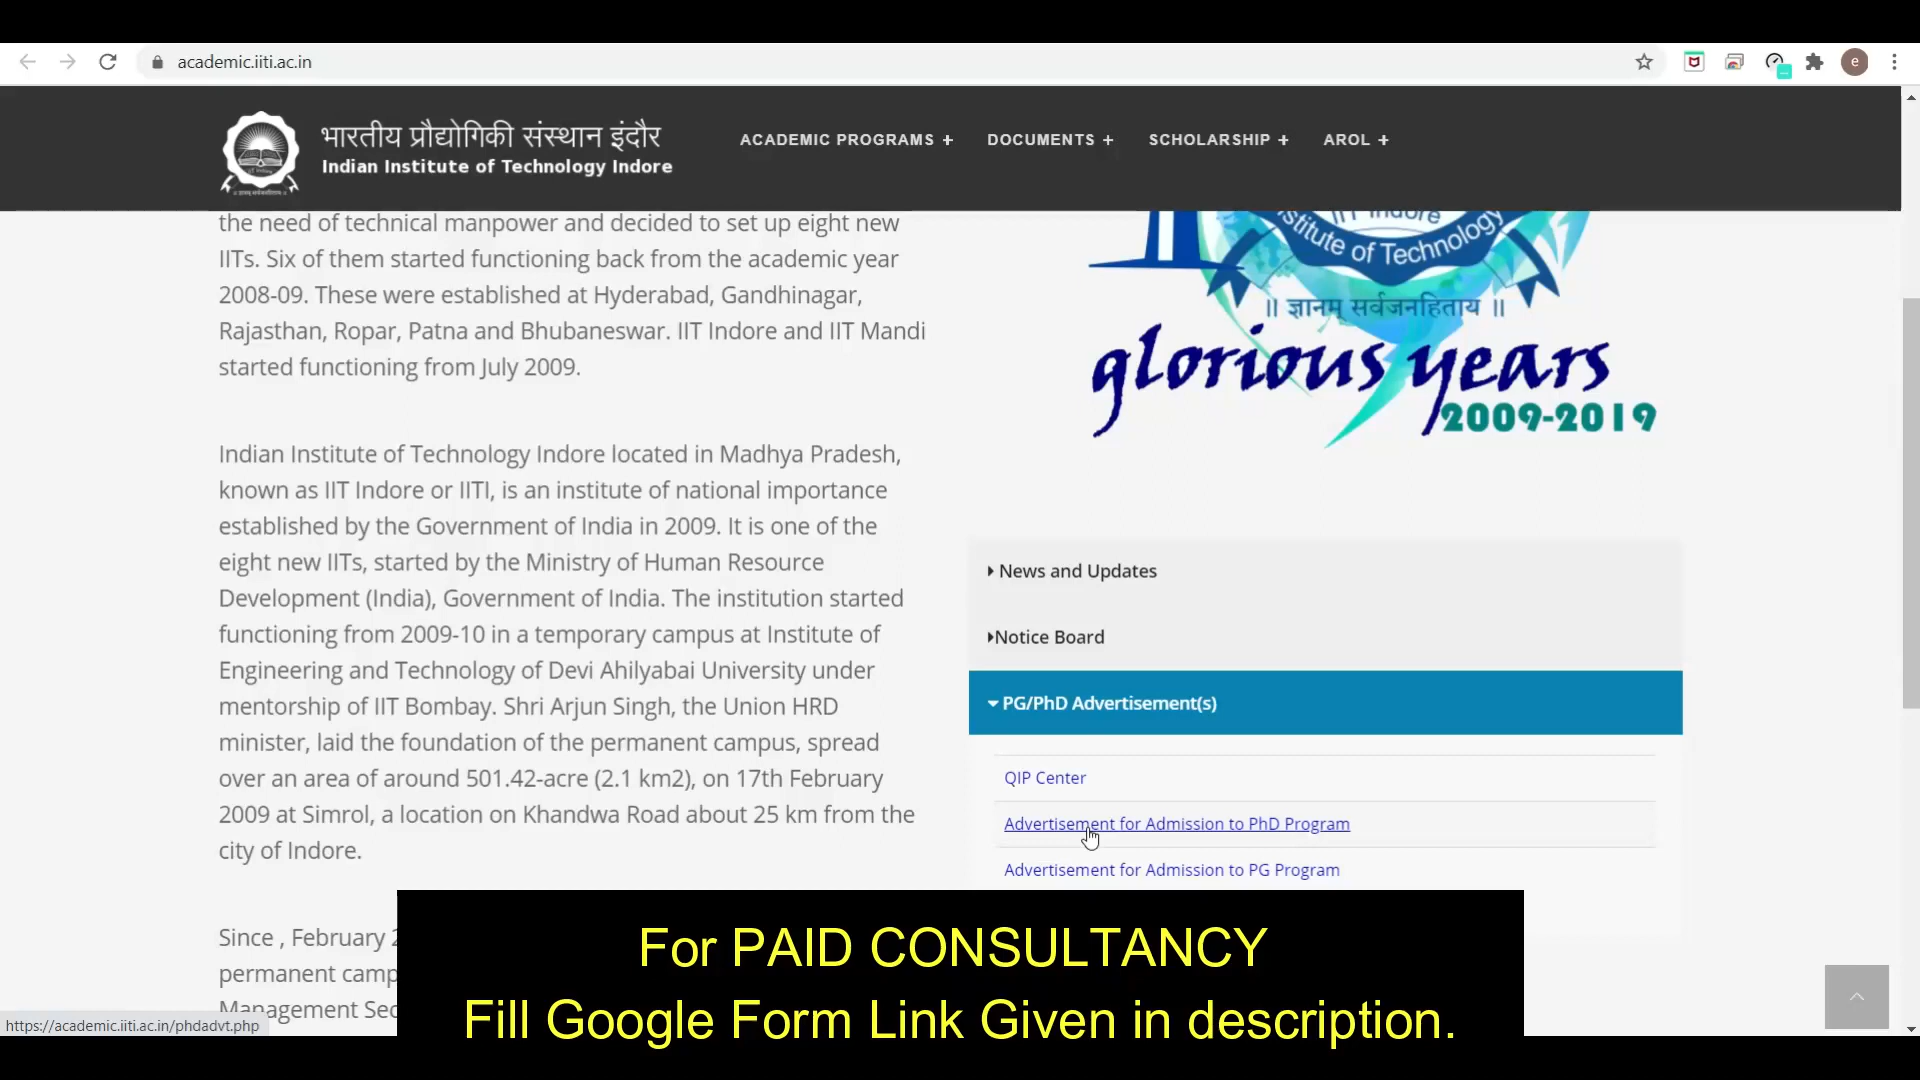 academic.iiti.ac.in
e
भारतीय प्रौद्योगिकी संस्थान इंदौर
Indian Institute of Technology Indore
ACADEMIC PROGRAMS +
DOCUMENTS +
SCHOLARSHIP +
AROL +
the need of technical manpower and decided to set up eight new
IITs. Six of them started functioning back from the academic year
2008-09. These were established at Hyderabad, Gandhinagar,
Rajasthan, Ropar, Patna and Bhubaneswar. IIT Indore and IIT Mandi
started functioning from July 2009.
Indian Institute of Technology Indore located in Madhya Pradesh,
known as IIT Indore or IITI, is an institute of national importance
established by the Government of India in 2009. It is one of the
eight new IITs, started by the Ministry of Human Resource
Development (India), Government of India. The institution started
functioning from 2009-10 in a temporary campus at Institute of
Engineering and Technology of Devi Ahilyabai University under
mentorship of IIT Bombay. Shri Arjun Singh, the Union HRD
minister, laid the foundation of the permanent campus, spread
over an area of around 501.42-acre (2.1 km2), on 17th February
2009 at Simrol, a location on Khandwa Road about 25 km from the
city of Indore.
Since , February 2
permanent camp
Management Sec
https://academic.iiti.ac.in/phdadvt.php
IIT Indore
stitute of Technology
॥ ज्ञानम् सर्वजनहिताय ॥
glorious years
2009-2019
News and Updates
Notice Board
PG/PhD Advertisement(s)
QIP Center
Advertisement for Admission to PhD Program
Advertisement for Admission to PG Program
For PAID CONSULTANCY
Fill Google Form Link Given in description.